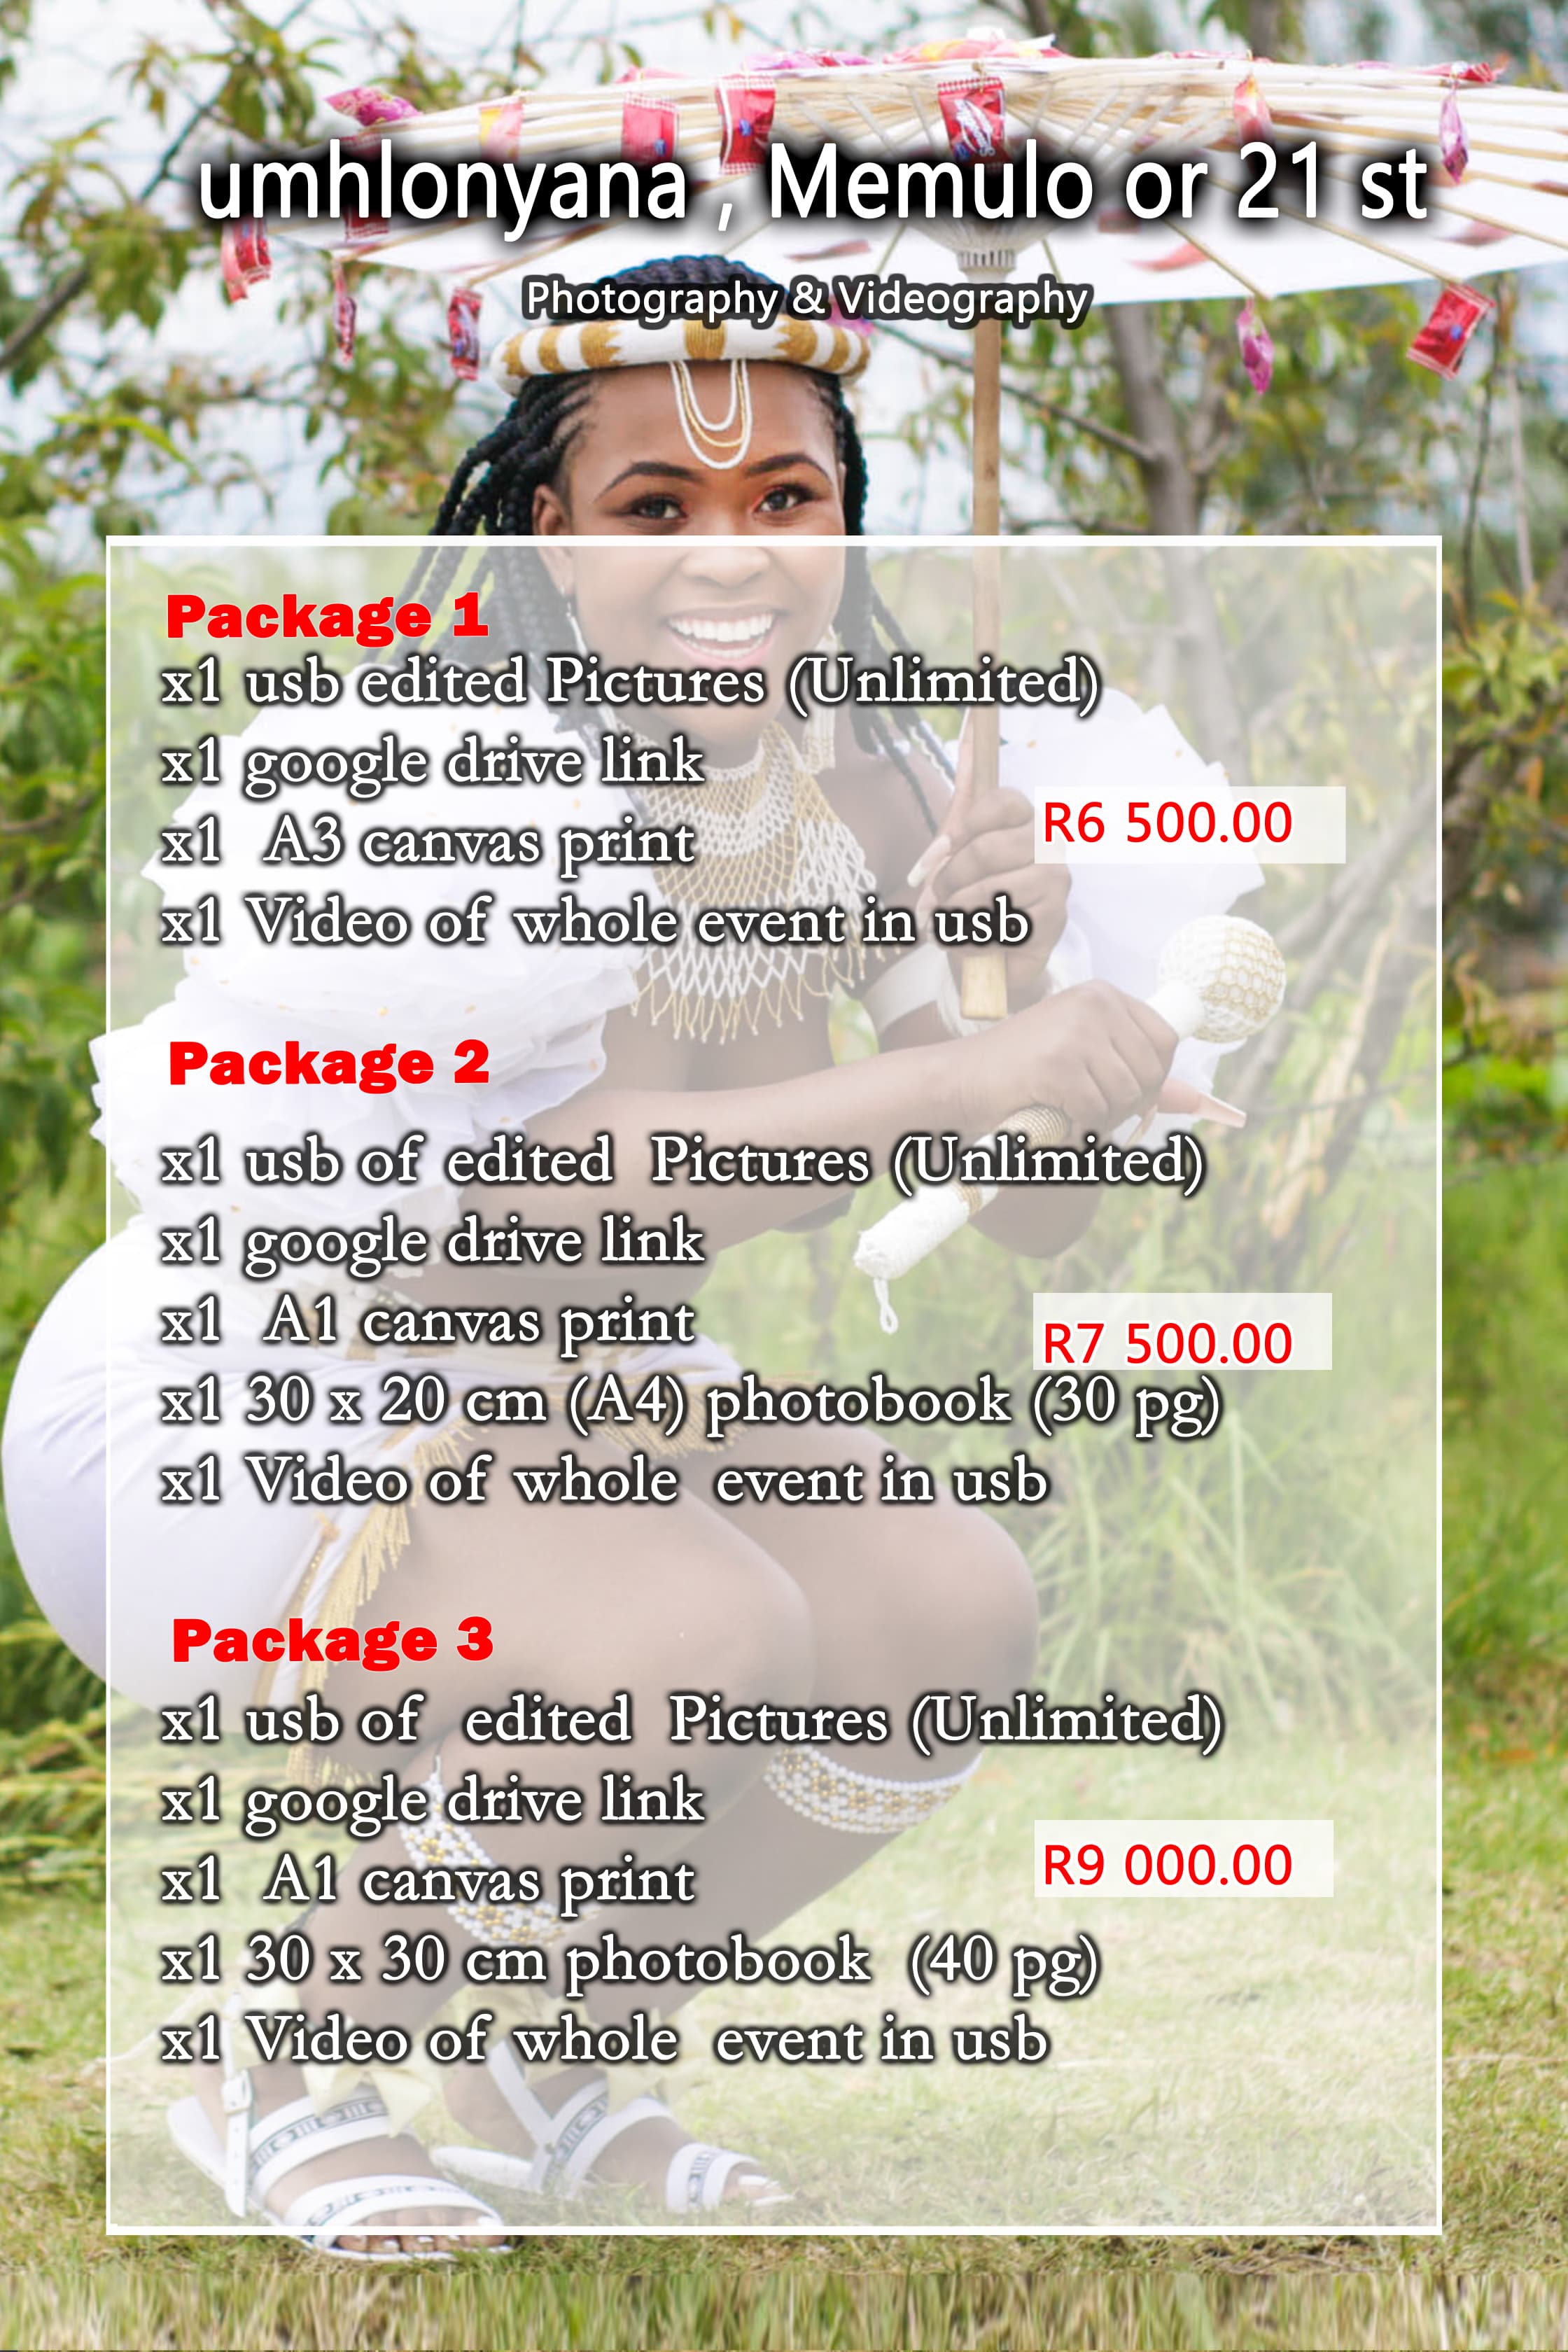 umhlonyana , Memulo or 21 st
Photography & Videography
Package 1
x1 usb edited Pictures (Unlimited)
x1 google drive link
x1 A3 canvas print
R6 500.00
x1 Video of whole event in usb
Package 2
x1 usb of edited Pictures (Unlimited)
x1 google drive link
x1 A1 canvas print
R7 500.00
x1 30 x 20 cm (A4) photobook (30 pg)
x1 Video of whole event in usb
Package 3
x1 usb of edited Pictures (Unlimited)
x1 google drive link
x1 A1 canvas print
R9 000.00
x1 30 x 30 cm photobook (40 pg)
x1 Video of whole event in usb